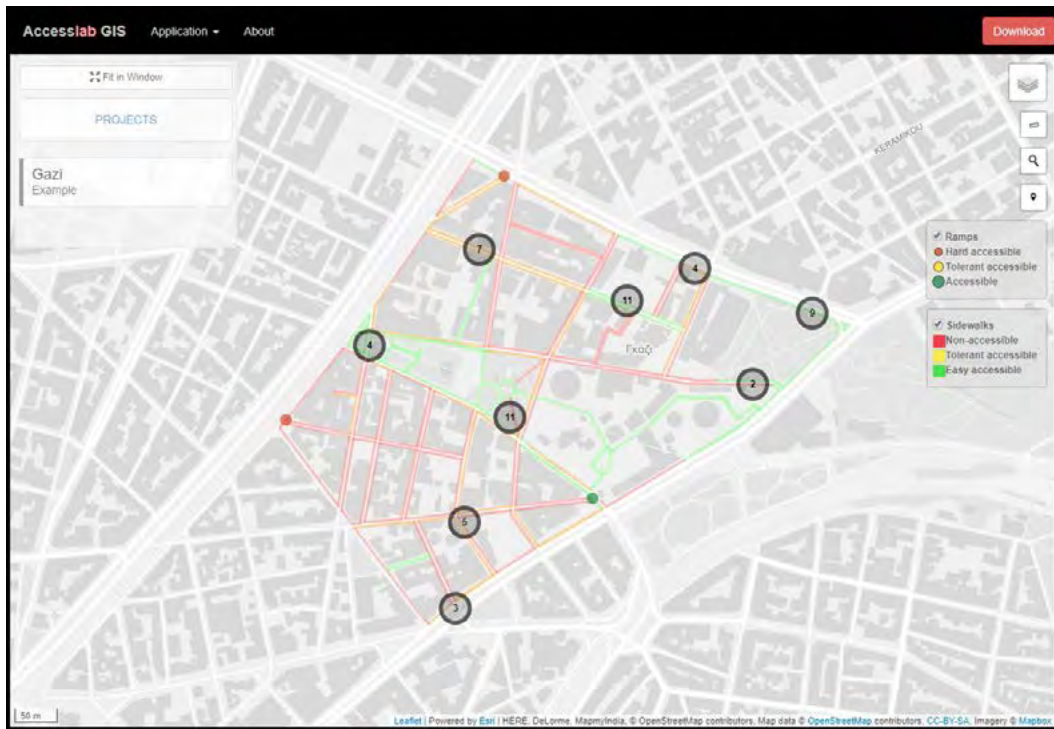 Accesslab GIS Application About Download
Fit in Window
PROJECTS
Gazi
Example
KERAMIKOU
Ramps
Hard accessible
Tolerant accessible
Accessible
Sidewalks
Non-accessible
Tolerant accessible
Easy accessible
7
4
11
9
4
Γκάζι
2
11
5
3
50 m
Leaflet | Powered by Esri | HERE, DeLorme, MapmyIndia, © OpenStreetMap contributors, Map data © OpenStreetMap contributors, CC-BY-SA, Imagery © Mapbox